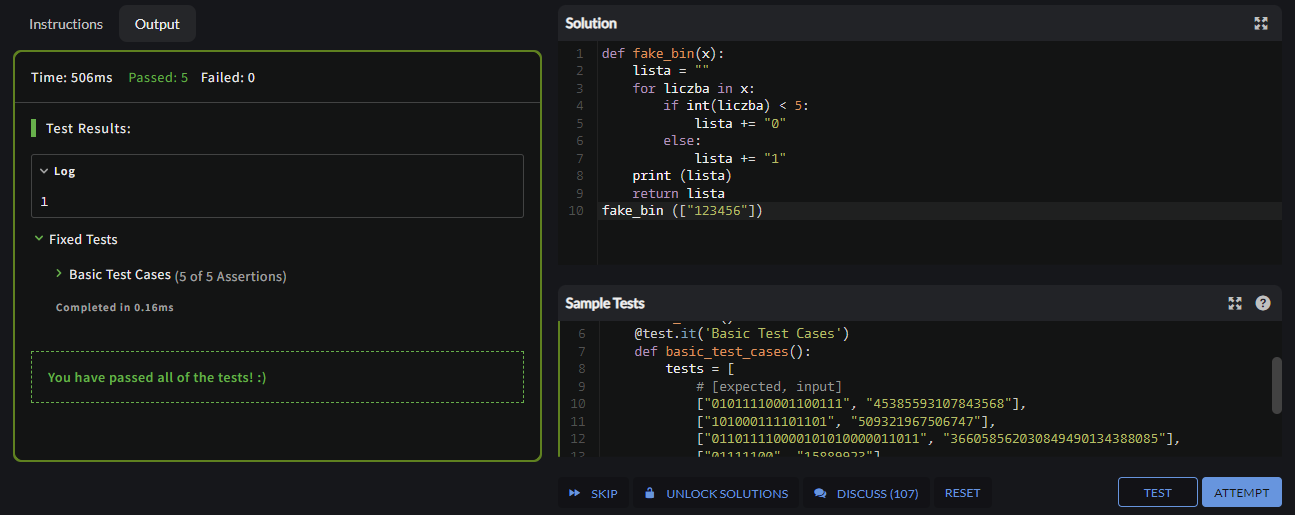 Instructions
Output
Time: 506ms Passed: 5 Failed: 0
Test Results:
Log
1
Fixed Tests
Basic Test Cases (5 of 5 Assertions)
Completed in 0.16ms
You have passed all of the tests! :)
Solution
1 def fake_bin(x):
2     lista = ""
3     for liczba in x:
4         if int(liczba) < 5:
5             lista += "0"
6         else:
7             lista += "1"
8     print (lista)
9     return lista
10 fake_bin (["123456"])
Sample Tests
6     @test.it('Basic Test Cases')
7     def basic_test_cases():
8         tests = [
9             # [expected, input]
10             ["01011110001100111", "45385593107843568"],
11             ["101000111101101", "509321967506747"],
12             ["011011110000101010000011011", "366058562030849490134388085"],
13             ["01111100", "15889923"]
SKIP
UNLOCK SOLUTIONS
DISCUSS (107)
RESET
TEST
ATTEMPT